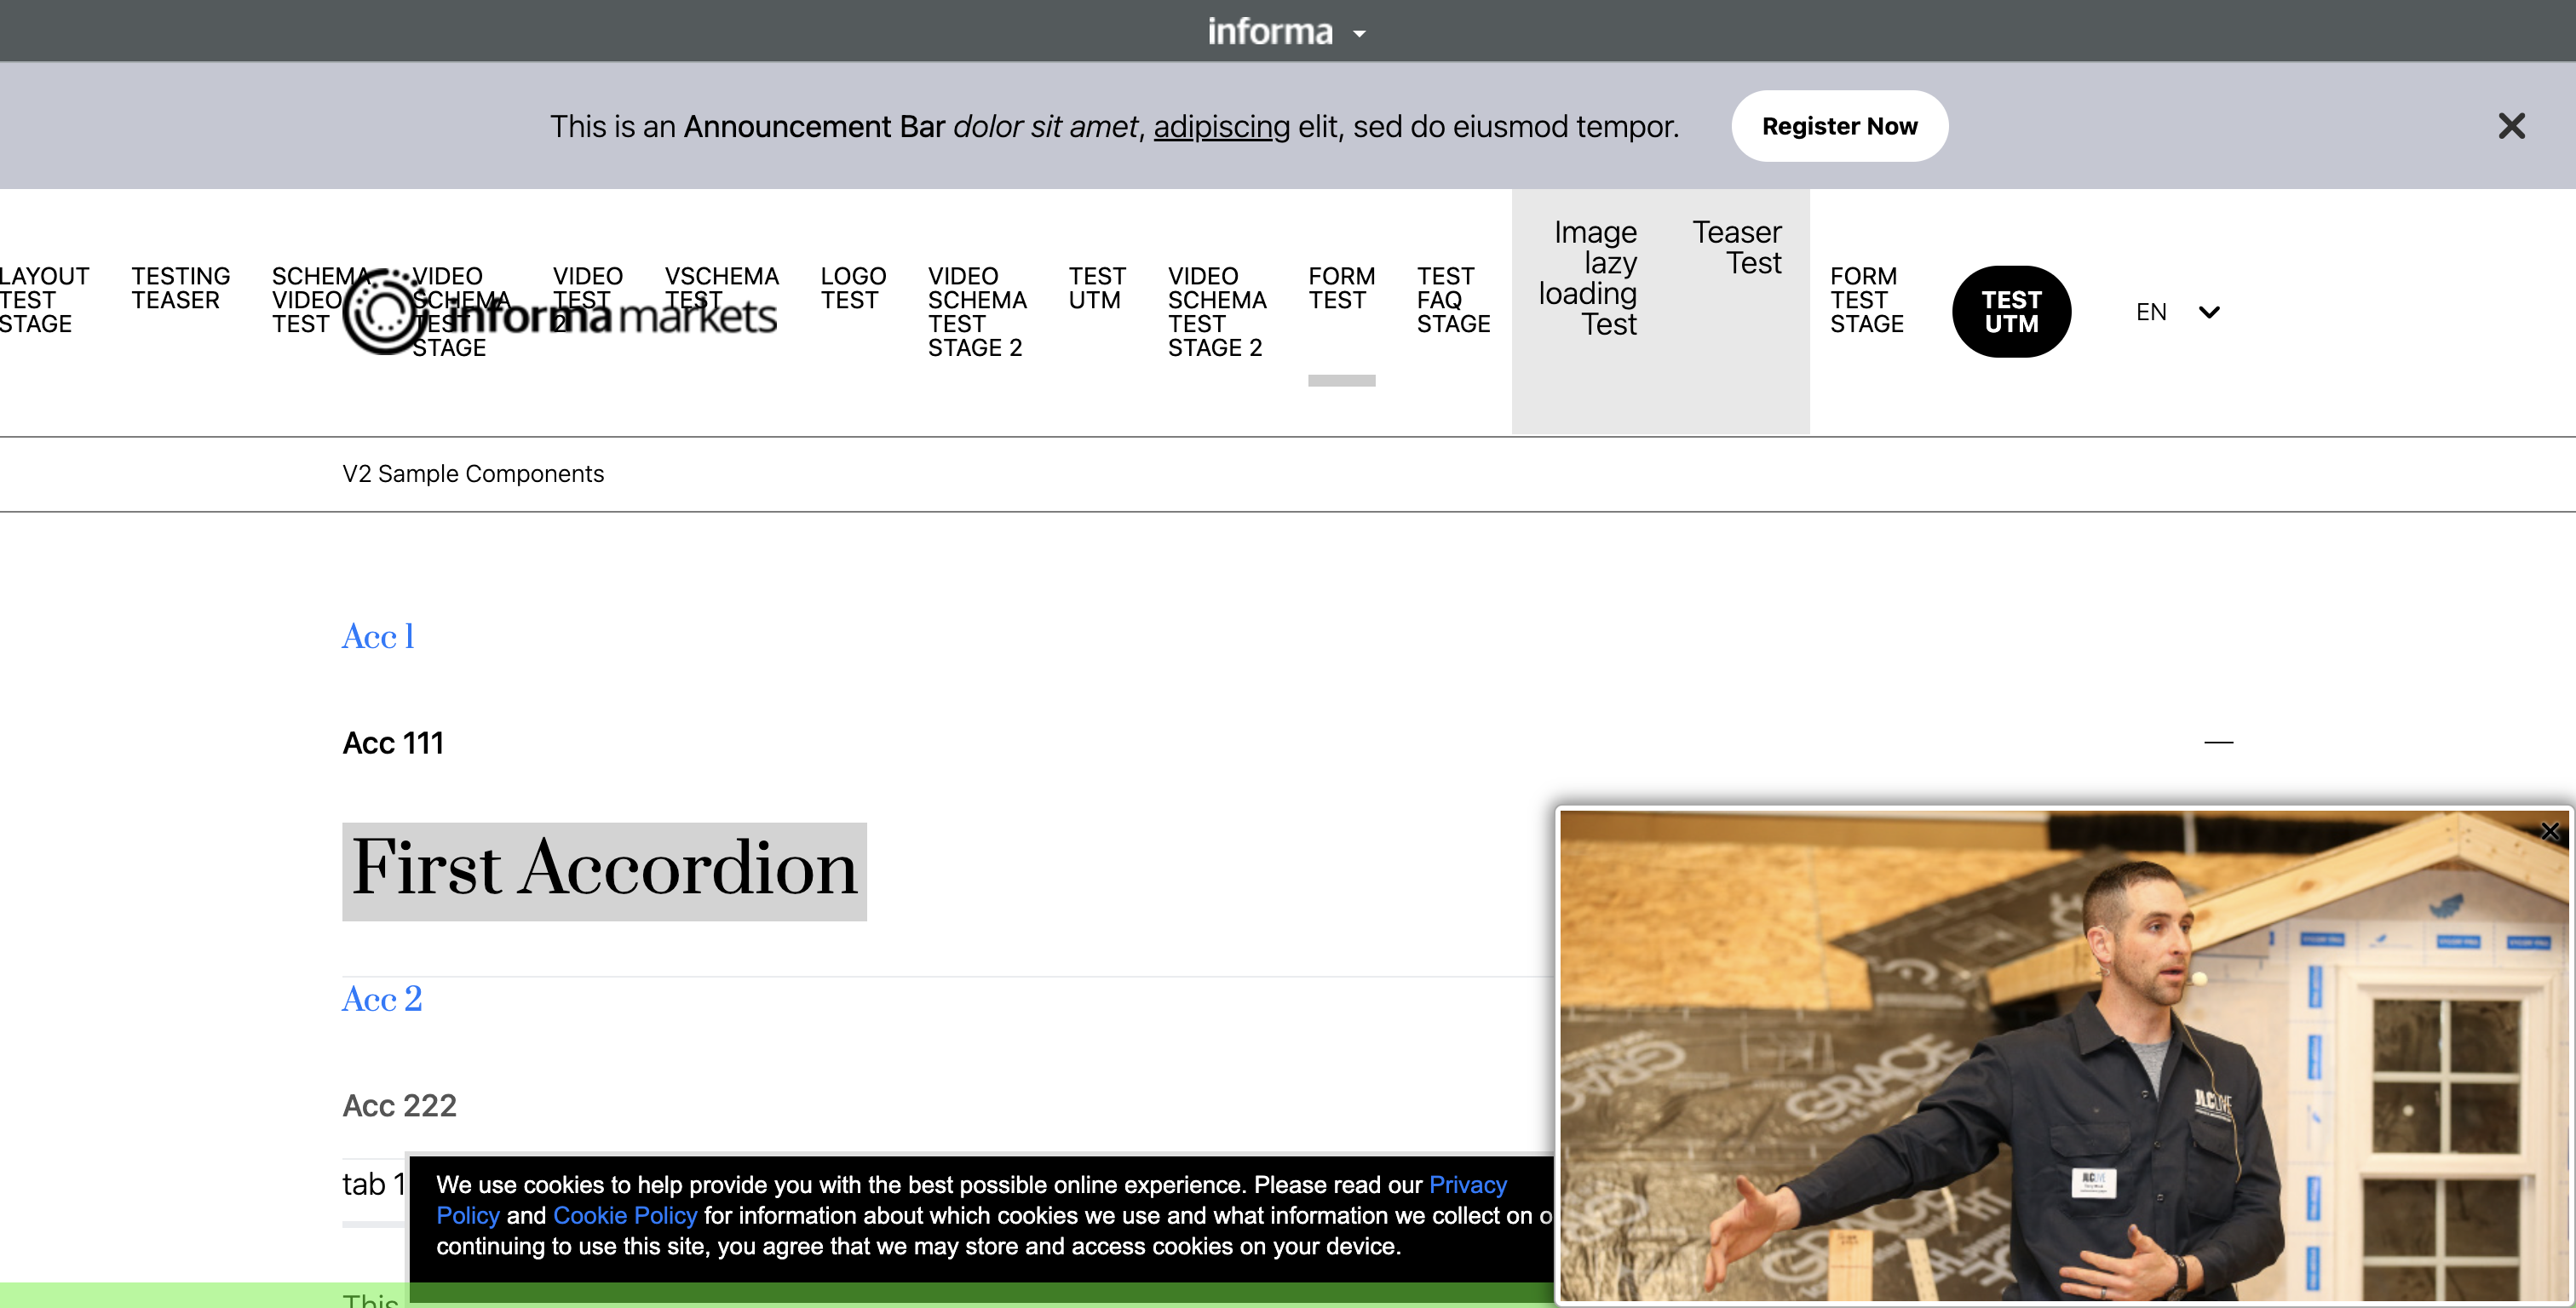 informa
This is an Announcement Bar dolor sit amet, adipiscing elit, sed do eiusmod tempor.
Register Now
LAYOUT TEST STAGE
TESTING TEASER
SCHEMA VIDEO TEST
VIDEO SCHEMA TEST STAGE
VIDEO TEST 2
VSCHEMA TEST
LOGO TEST
VIDEO SCHEMA TEST STAGE 2
TEST UTM
VIDEO SCHEMA TEST STAGE 2
FORM TEST
TEST FAQ STAGE
Image lazy loading Test
Teaser Test
FORM TEST STAGE
TEST UTM
EN
informa markets
V2 Sample Components
Acc 1
Acc 111
First Accordion
Acc 2
Acc 222
tab 1
We use cookies to help provide you with the best possible online experience. Please read our Privacy
Policy and Cookie Policy for information about which cookies we use and what information we collect on
continuing to use this site, you agree that we may store and access cookies on your device.
This
GRACE
JLC LIVE